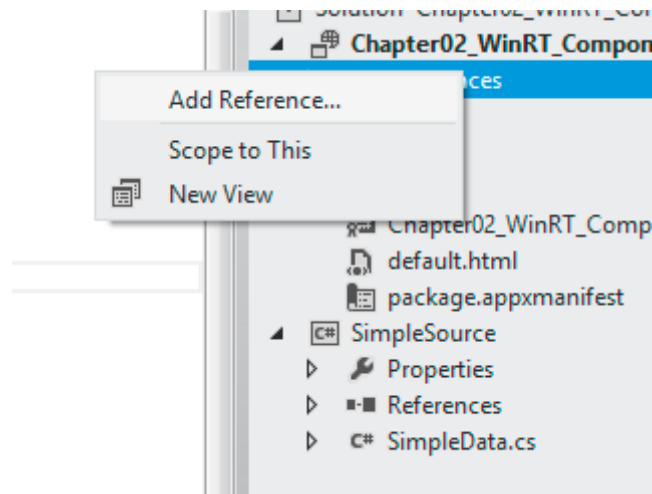 Solution 'Chapter02_WinRT_Com
Chapter02_WinRT_Compon
nces
Add Reference...
Scope to This
New View
Chapter02_WinRT_Comp
default.html
package.appxmanifest
C# SimpleSource
Properties
References
C# SimpleData.cs